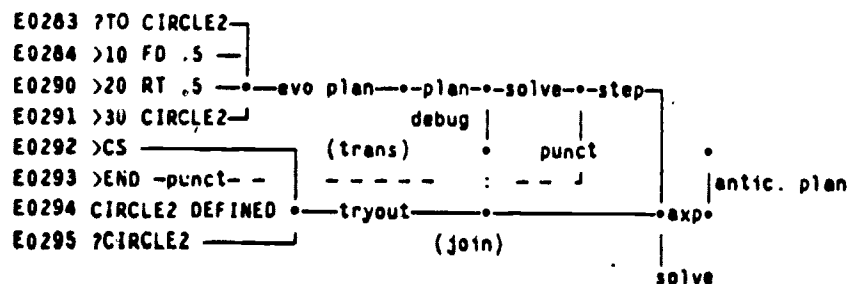 E0283 ?TO CIRCLE2
E0284 >10 FD .5
E0290 >20 RT .5 evo plan plan solve step
E0291 >30 CIRCLE2 debug
E0292 >CS (trans) punct
E0293 >END -punct- antic. plan
E0294 CIRCLE2 DEFINED tryout axp
E0295 ?CIRCLE2 (join)
solve